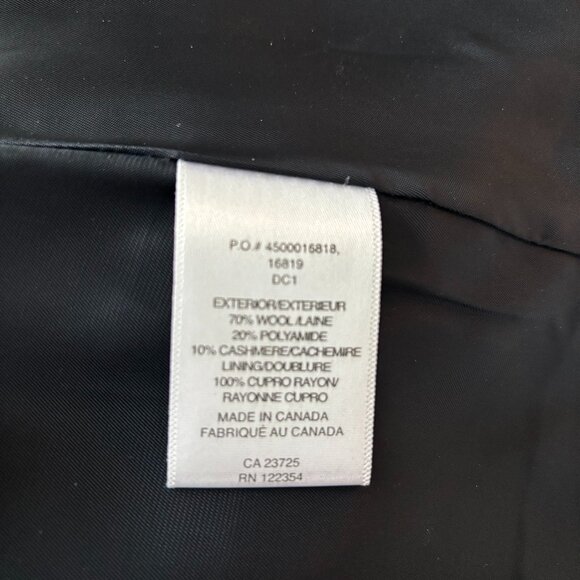 P.O.# 4500016818,
16819
DC1
EXTERIOR/EXTERIEUR
70% WOOL/LAINE
20% POLYAMIDE
10% CASHMERE/CACHEMIRE
LINING/DOUBLURE
100% CUPRO RAYON/
RAYONNE CUPRO
MADE IN CANADA
FABRIQUÉ AU CANADA
CA 23725
RN 122354